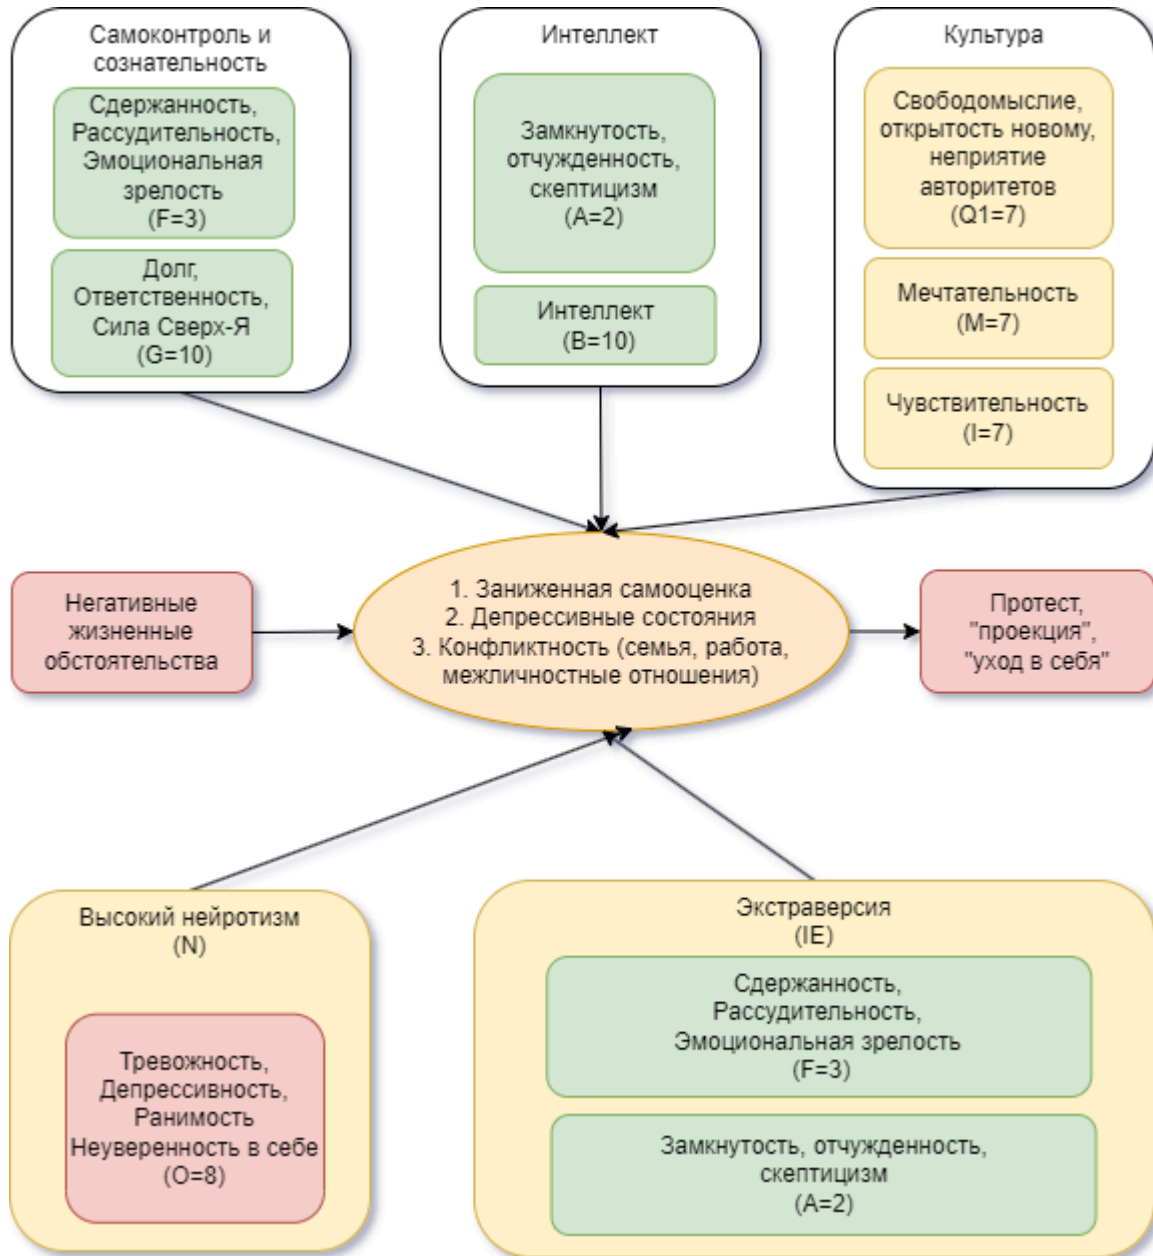 Самоконтроль и
сознательность
Сдержанность,
Рассудительность,
Эмоциональная
зрелость
(F=3)
Долг,
Ответственность,
Сила Сверх-Я
(G=10)
Интеллект
Замкнутость,
отчужденность,
скептицизм
(A=2)
Интеллект
(B=10)
Культура
Свободомыслие,
открытость новому,
неприятие
авторитетов
(Q1=7)
Мечтательность
(M=7)
Чувствительность
(I=7)
Негативные
жизненные
обстоятельства
1. Заниженная самооценка
2. Депрессивные состояния
3. Конфликтность (семья, работа,
межличностные отношения)
Протест,
"проекция",
"уход в себя"
Высокий нейротизм
(N)
Тревожность,
Депрессивность,
Ранимость
Неуверенность в себе
(O=8)
Экстраверсия
(IE)
Сдержанность,
Рассудительность,
Эмоциональная зрелость
(F=3)
Замкнутость, отчужденность,
скептицизм
(A=2)